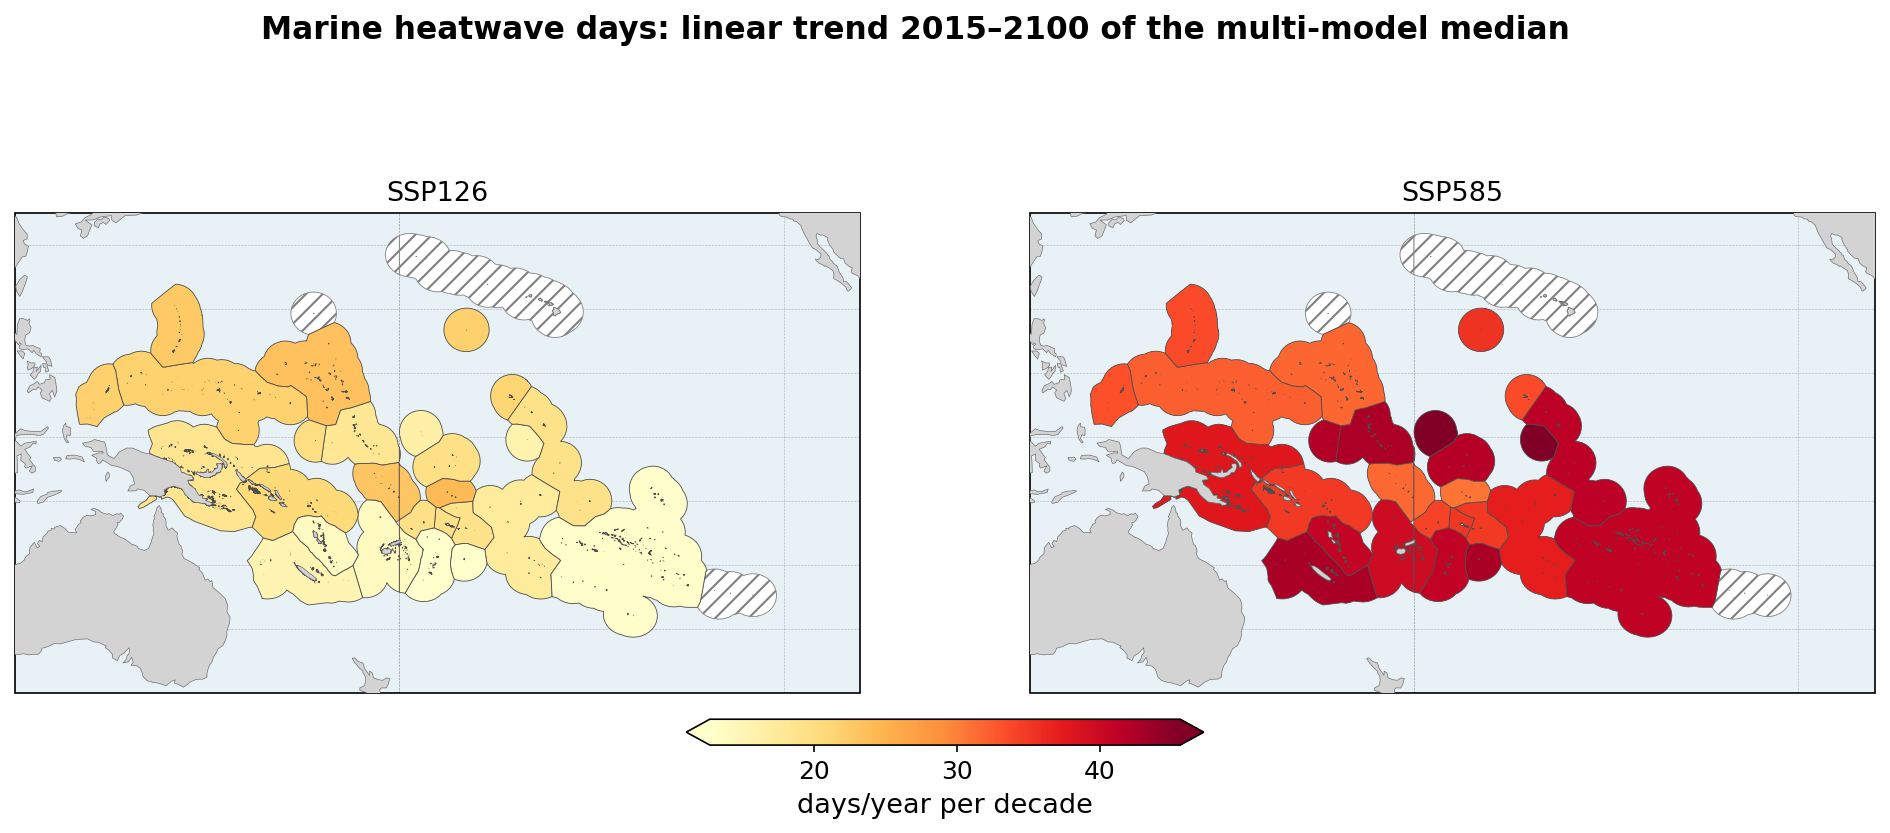 Marine heatwave days: linear trend 2015–2100 of the multi-model median
SSP126
SSP585
20 30 40
days/year per decade